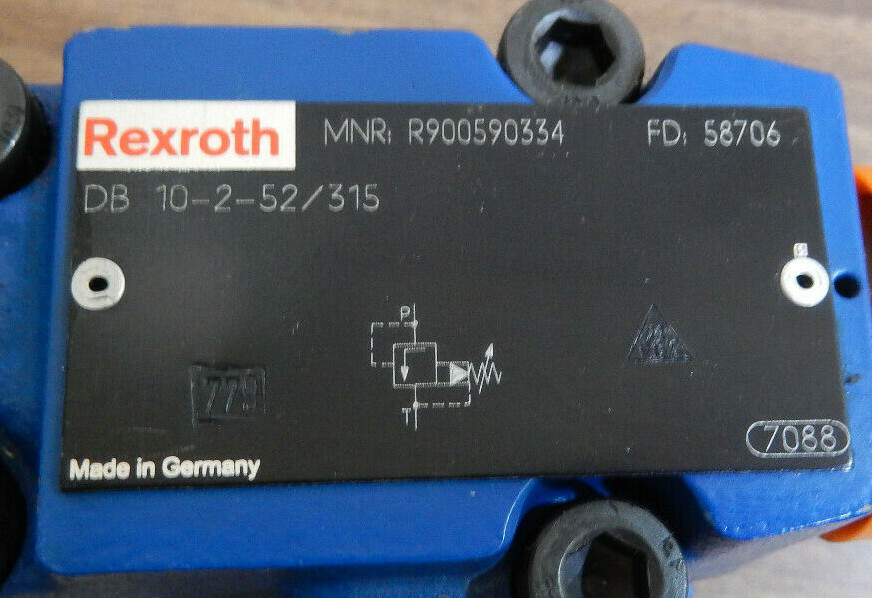 Rexroth MNR: R900590334 FD: 58706
DB 10-2-52/315
P
779
T
7088
Made in Germany